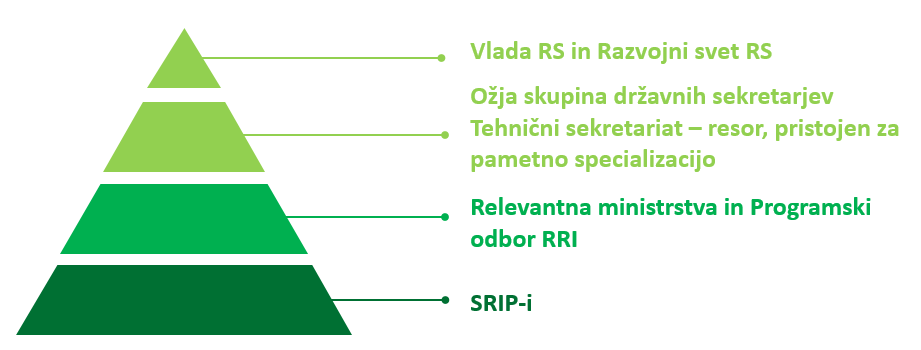 Vlada RS in Razvojni svet RS
Ožja skupina državnih sekretarjev
Tehnični sekretariat – resor, pristojen za
pametno specializacijo
Relevantna ministrstva in Programski
odbor RRI
SRIP-i